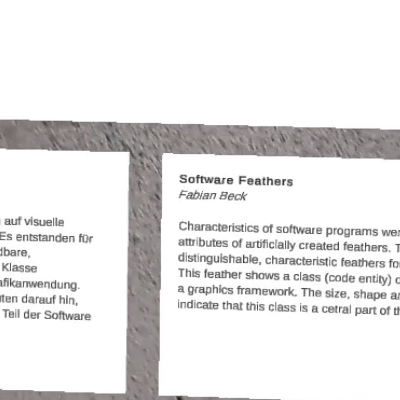 auf visuelle
Es entstanden für
dbare,
Klasse
afikanwendung.
uten darauf hin,
Teil der Software
Software Feathers
Fabian Beck
Characteristics of software programs wer
attributes of artificially created feathers. T
distinguishable, characteristic feathers fo
This feather shows a class (code entity) o
a graphics framework. The size, shape an
indicate that this class is a cetral part of th